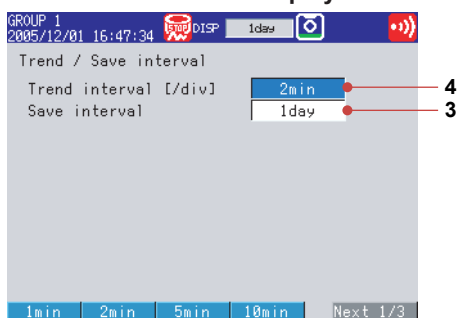 GROUP 1
2005/12/01 16:47:34 STOP DISP 1day
Trend / Save interval
Trend interval [/div] 2min 4
Save interval 1day 3
1min 2min 5min 10min Next 1/3